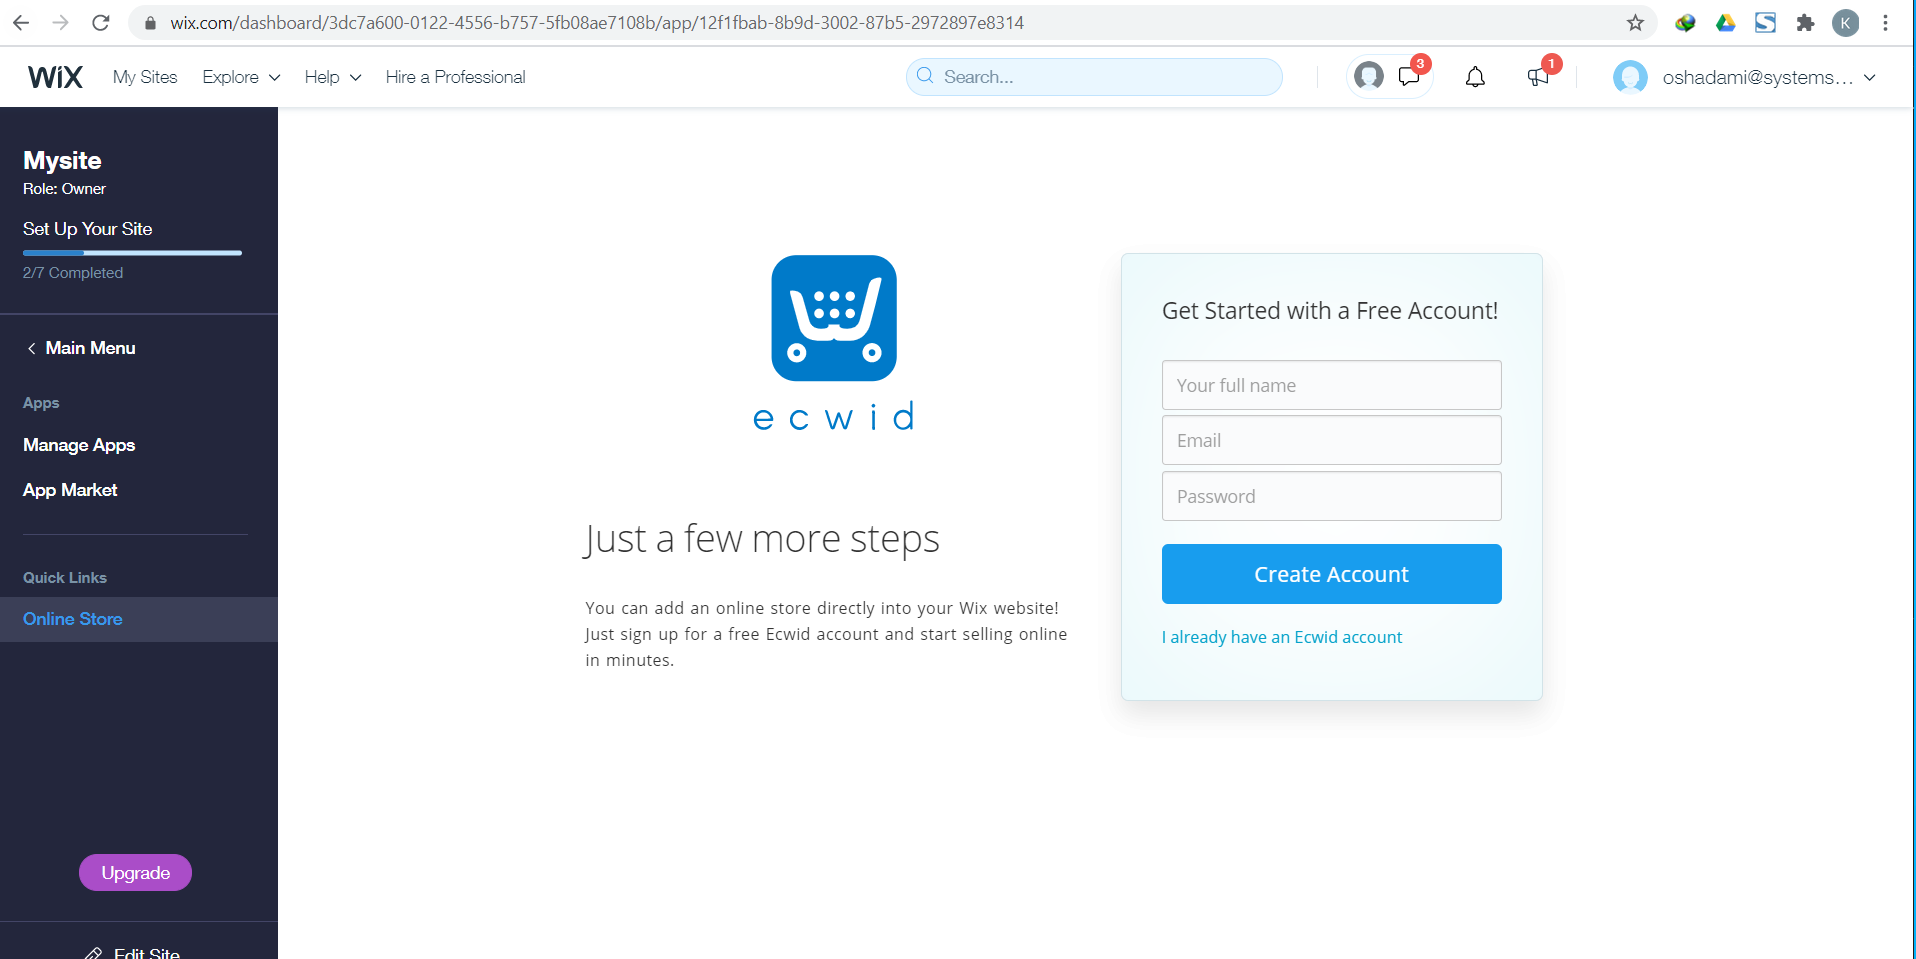 wix.com/dashboard/3dc7a600-0122-4556-b757-5fb08ae7108b/app/12f1fbab-8b9d-3002-87b5-2972897e8314
K
WiX My Sites Explore Help Hire a Professional Search... 3 1 oshadami@systems...
Mysite
Role: Owner
Set Up Your Site
2/7 Completed
Main Menu
Apps
Manage Apps
App Market
Quick Links
Online Store
Upgrade
Edit Site
ecwid
Just a few more steps
You can add an online store directly into your Wix website!
Just sign up for a free Ecwid account and start selling online
in minutes.
Get Started with a Free Account!
Your full name
Email
Password
Create Account
I already have an Ecwid account